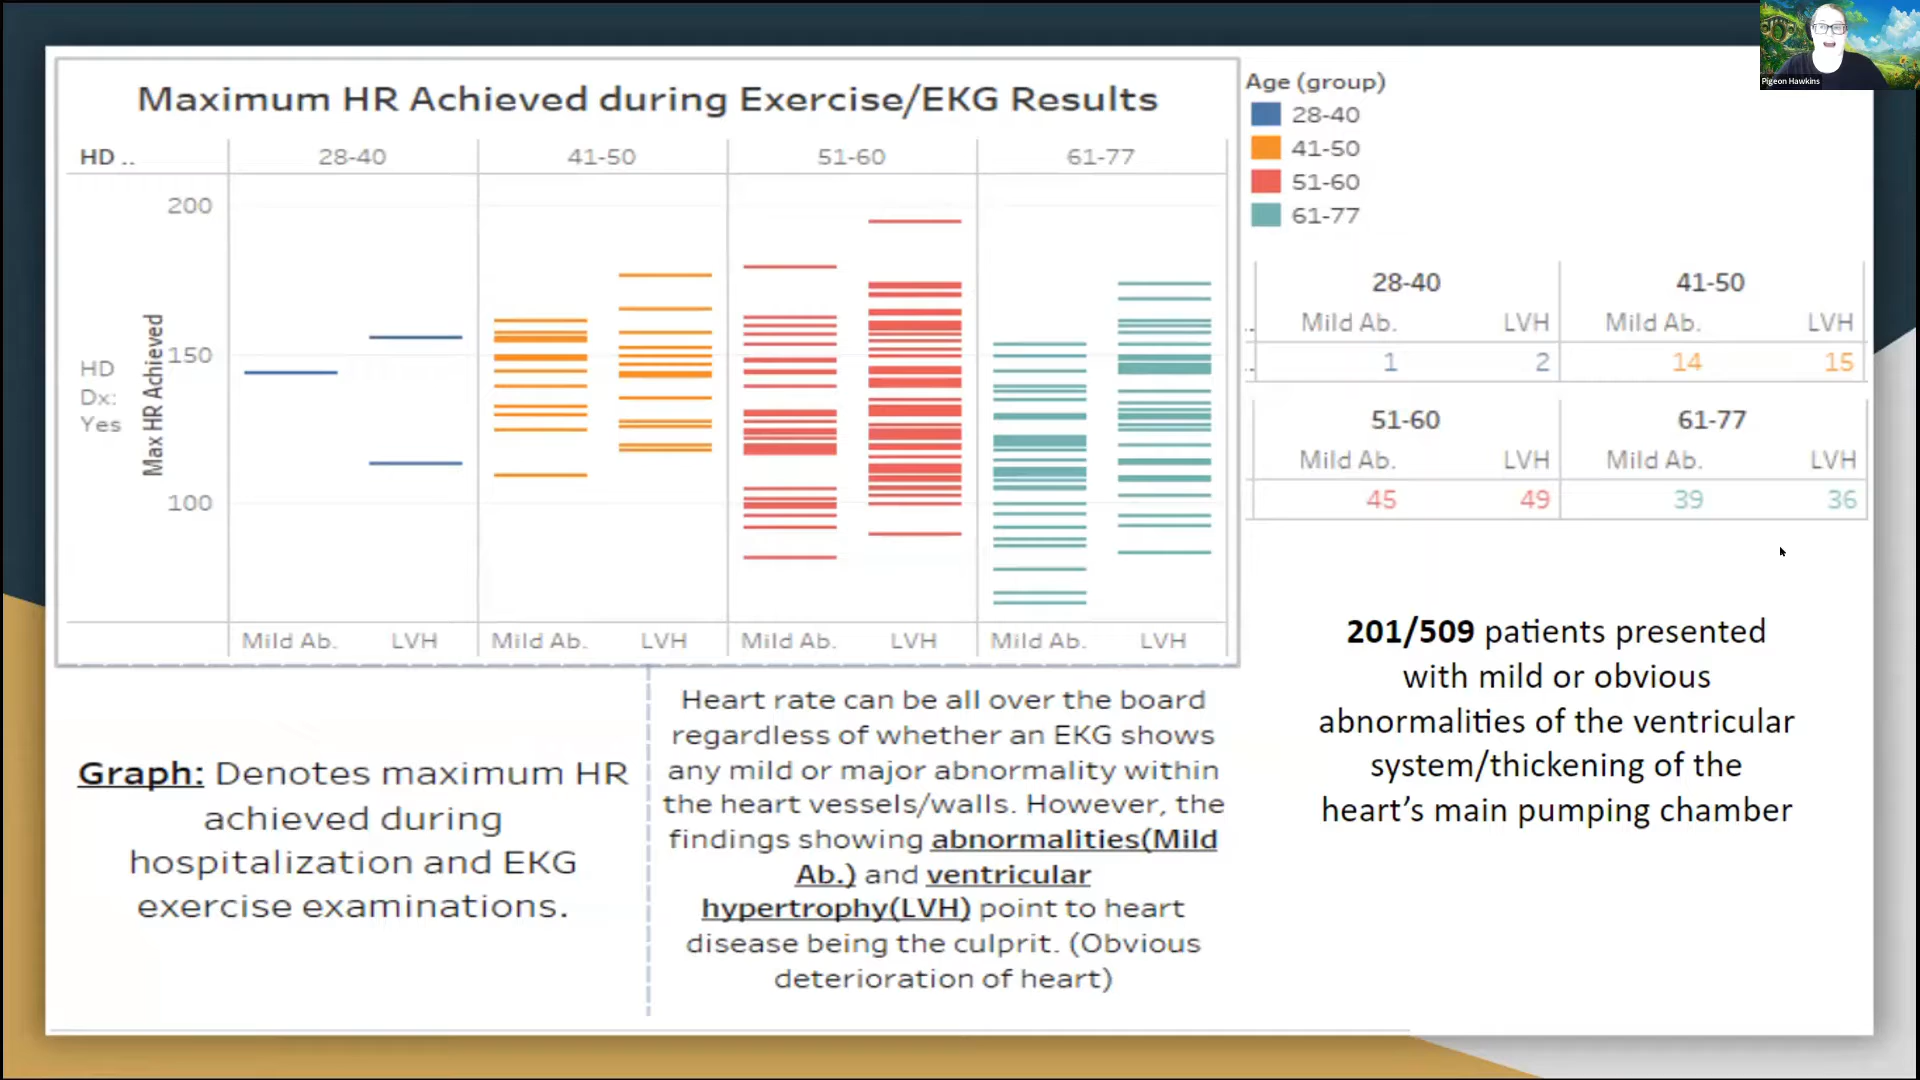 Pigeon Hawkins
Maximum HR Achieved during Exercise/EKG Results
HD .. 28-40 41-50 51-60 61-77
200
150
100
Max HR Achieved
HD
Dx:
Yes
Mild Ab. LVH Mild Ab. LVH Mild Ab. LVH Mild Ab. LVH
Age (group)
28-40
41-50
51-60
61-77
28-40 41-50
.. Mild Ab. LVH Mild Ab. LVH
.. 1 2 14 15
51-60 61-77
Mild Ab. LVH Mild Ab. LVH
45 49 39 36
Graph: Denotes maximum HR
achieved during
hospitalization and EKG
exercise examinations.
Heart rate can be all over the board
regardless of whether an EKG shows
any mild or major abnormality within
the heart vessels/walls. However, the
findings showing abnormalities(Mild
Ab.) and ventricular
hypertrophy(LVH) point to heart
disease being the culprit. (Obvious
deterioration of heart)
201/509 patients presented
with mild or obvious
abnormalities of the ventricular
system/thickening of the
heart’s main pumping chamber